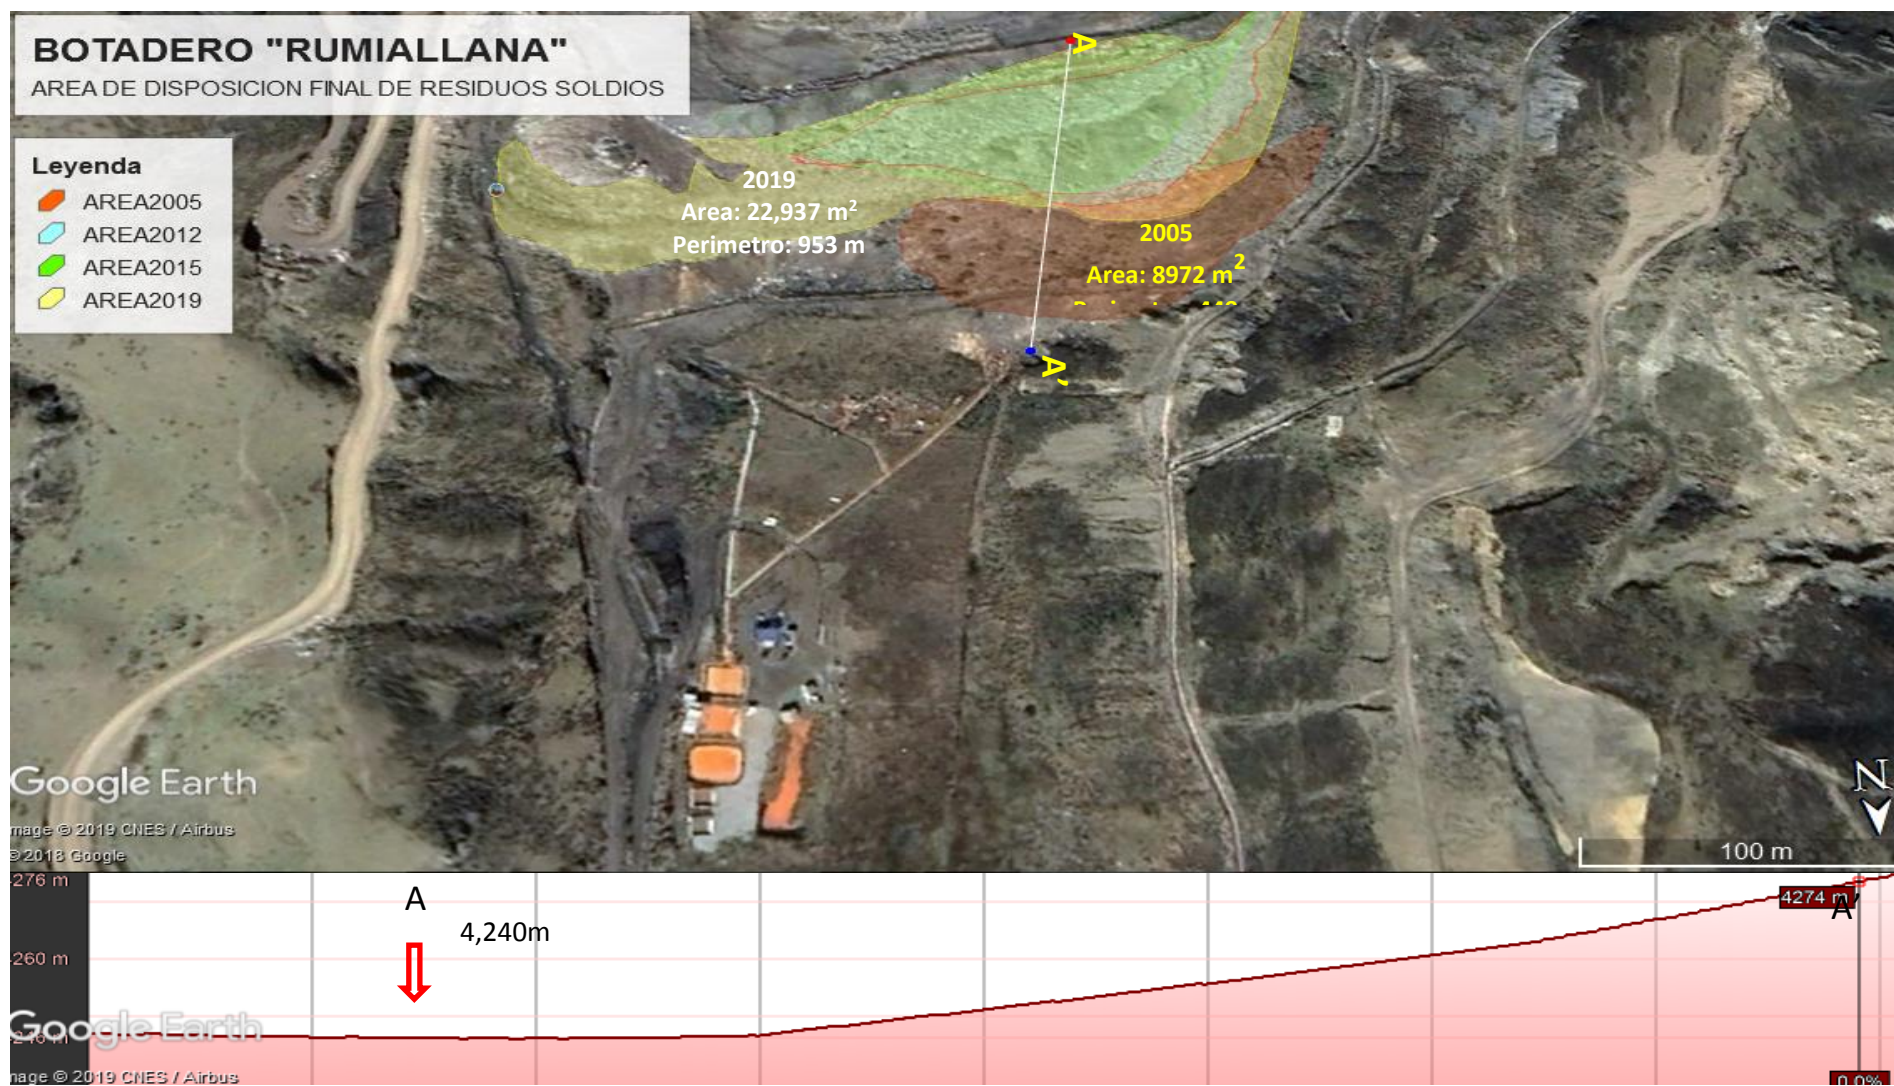 BOTADERO "RUMIALLANA"
AREA DE DISPOSICION FINAL DE RESIDUOS SOLDIOS
Leyenda
AREA2005
AREA2012
AREA2015
AREA2019
A
2019
Area: 22,937 m²
Perimetro: 953 m
2005
Area: 8972 m²
A'
Google Earth
mage © 2019 CNES / Airbus
© 2018 Google
N
100 m
276 m
A
4,240m
4274 m
A'
260 m
Google Earth
mage © 2019 CNES / Airbus
0.0%